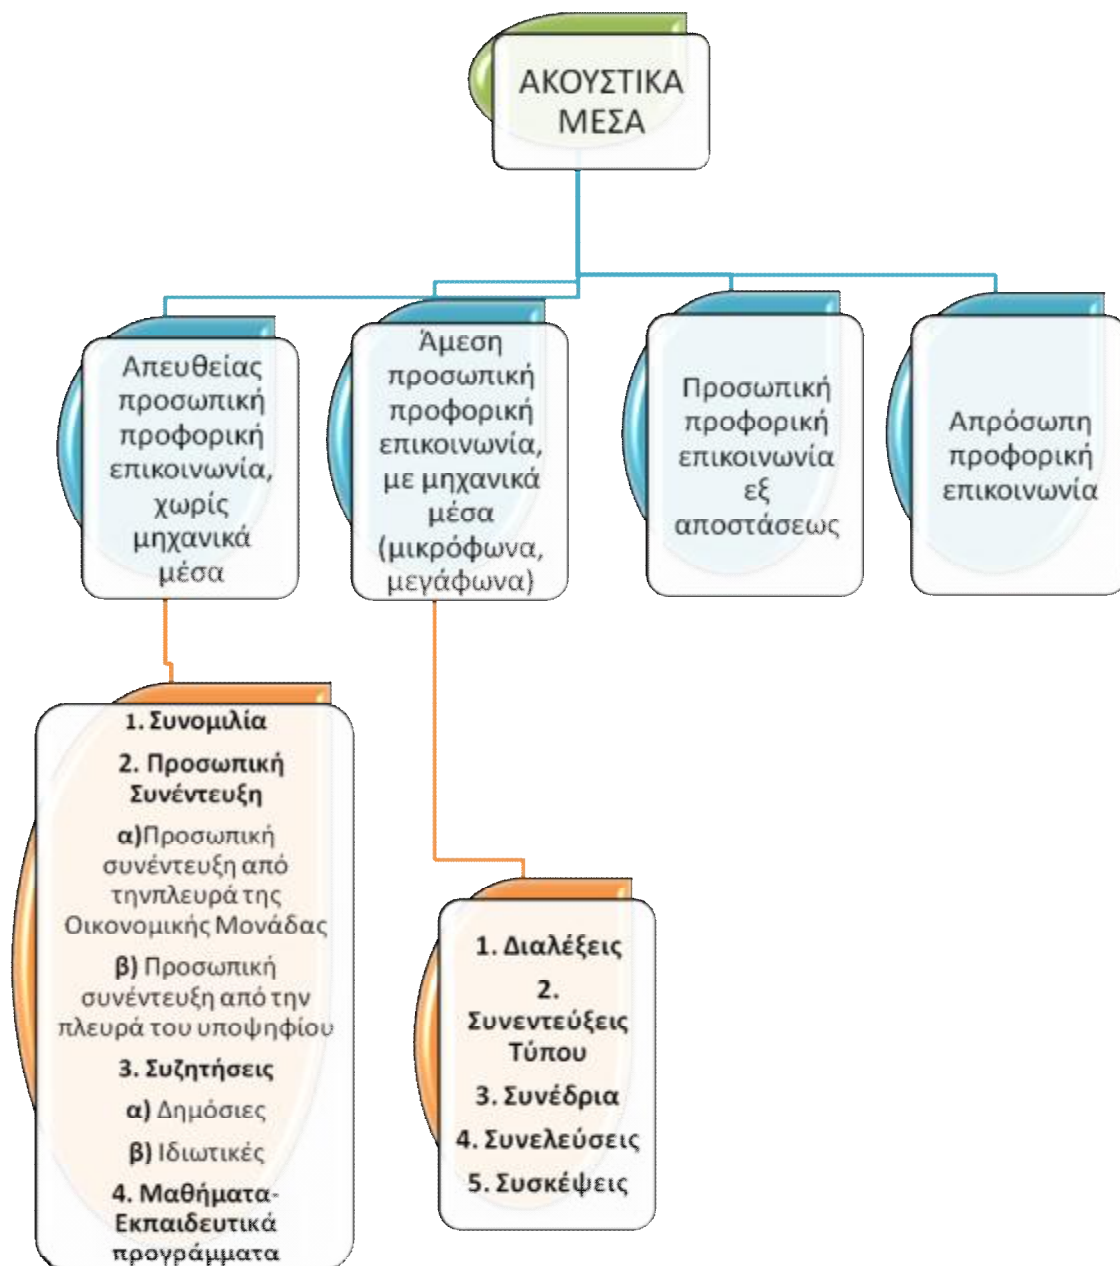 ΑΚΟΥΣΤΙΚΑ
ΜΕΣΑ
Απευθείας
προσωπική
προφορική
επικοινωνία,
χωρίς
μηχανικά
μέσα
Άμεση
προσωπική
προφορική
επικοινωνία,
με μηχανικά
μέσα
(μικρόφωνα,
μεγάφωνα)
Προσωπική
προφορική
επικοινωνία
εξ
αποστάσεως
Απρόσωπη
προφορική
επικοινωνία
1. Συνομιλία
2. Προσωπική
Συνέντευξη
α)Προσωπική
συνέντευξη από
τηνπλευρά της
Οικονομικής Μονάδας
β) Προσωπική
συνέντευξη από την
πλευρά του υποψηφίου
3. Συζητήσεις
α) Δημόσιες
β) Ιδιωτικές
4. Μαθήματα-
Εκπαιδευτικά
προγράμματα
1. Διαλέξεις
2.
Συνεντεύξεις
Τύπου
3. Συνέδρια
4. Συνελεύσεις
5. Συσκέψεις